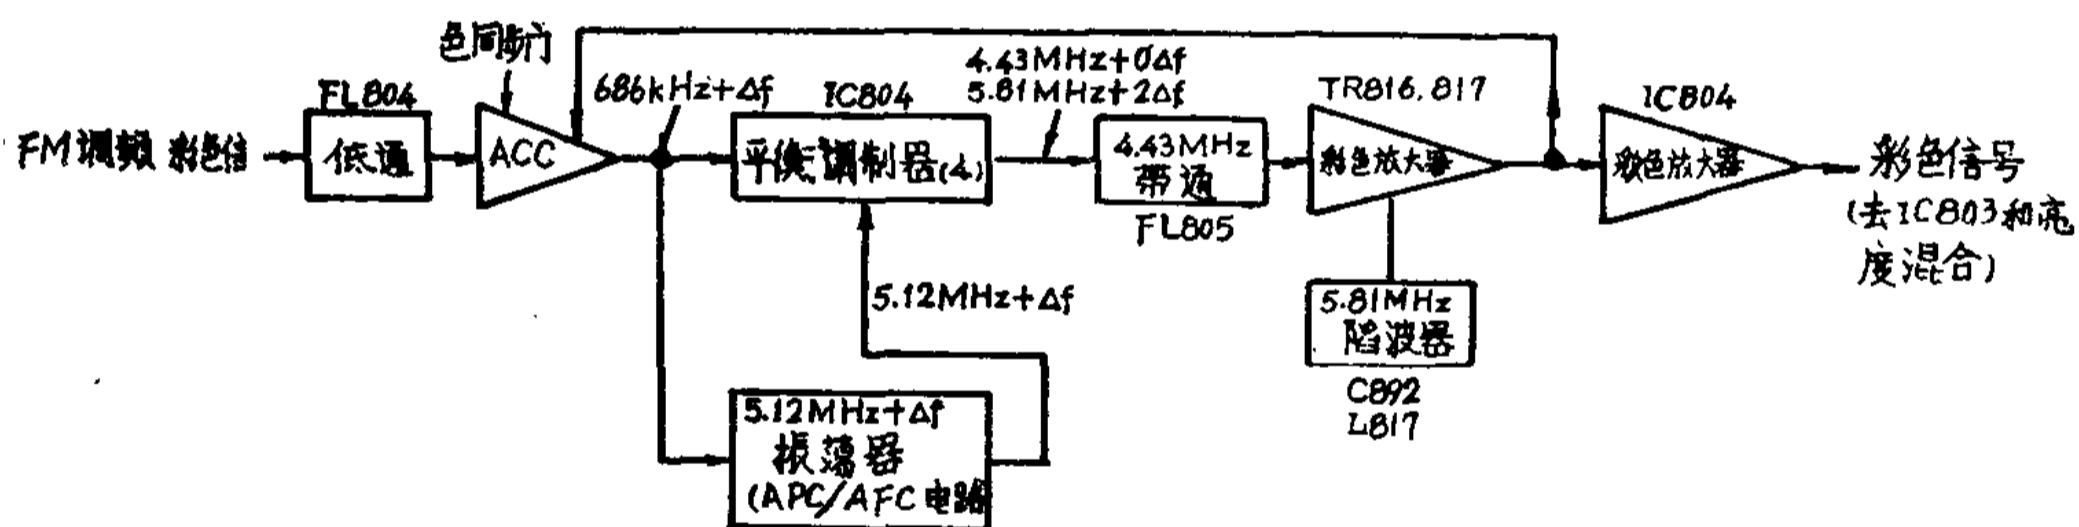 色同步门
FM调频 彩色信
FL804
低通
ACC
686kHz+Δf
IC804
平衡调制器(4)
4.43MHz+0Δf
5.81MHz+2Δf
4.43MHz
带通
FL805
TR816.817
彩色放大器
IC804
彩色放大器
彩色信号
(去IC803和亮
度混合)
5.12MHz+Δf
5.81MHz
陷波器
C892
L817
5.12MHz+Δf
振荡器
(APC/AFC电路